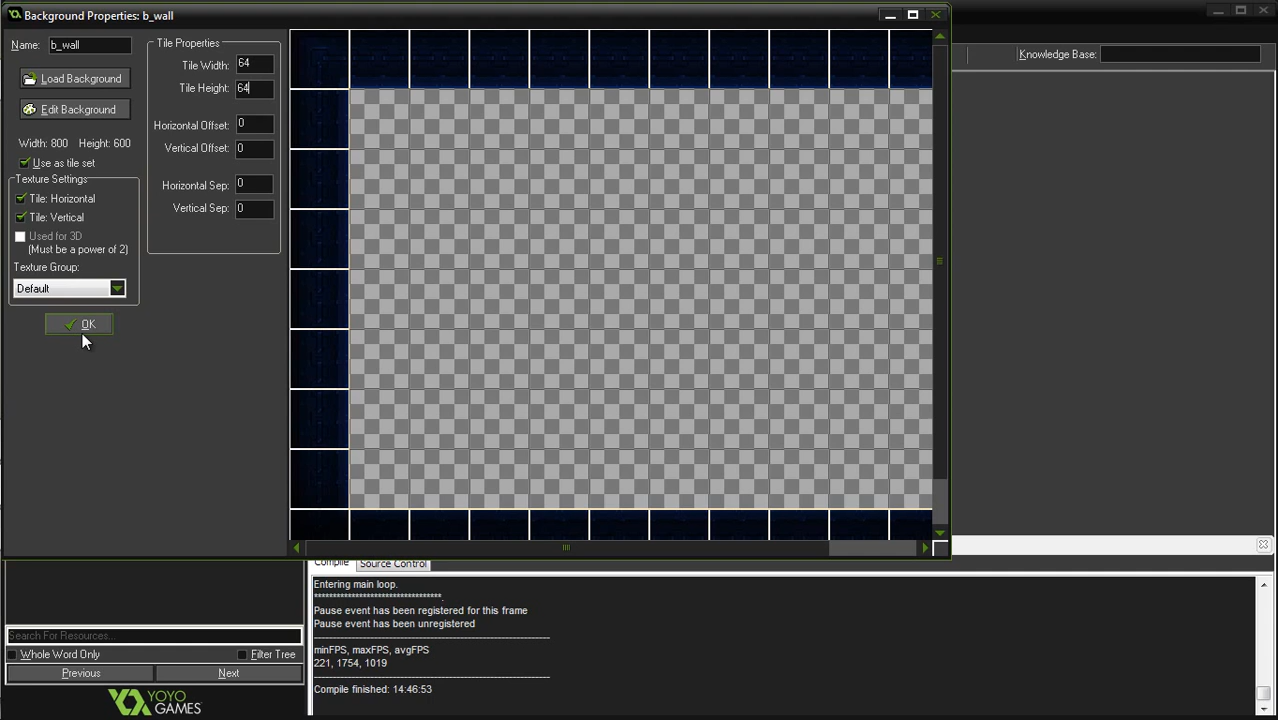 Background Properties: b_wall
Name: b_wall
Load Background
Edit Background
Width: 800 Height: 600
Use as tile set
Texture Settings
Tile: Horizontal
Tile: Vertical
Used for 3D
(Must be a power of 2)
Texture Group:
Default
OK
Tile Properties
Tile Width: 64
Tile Height: 64
Horizontal Offset: 0
Vertical Offset: 0
Horizontal Sep: 0
Vertical Sep: 0
Knowledge Base:
Search For Resources...
Whole Word Only Filter Tree
Previous Next
YOYO
GAMES
Compile Source Control
Entering main loop.
**********************************.
Pause event has been registered for this frame
Pause event has been unregistered
minFPS, maxFPS, avgFPS
221, 1754, 1019
Compile finished: 14:46:53